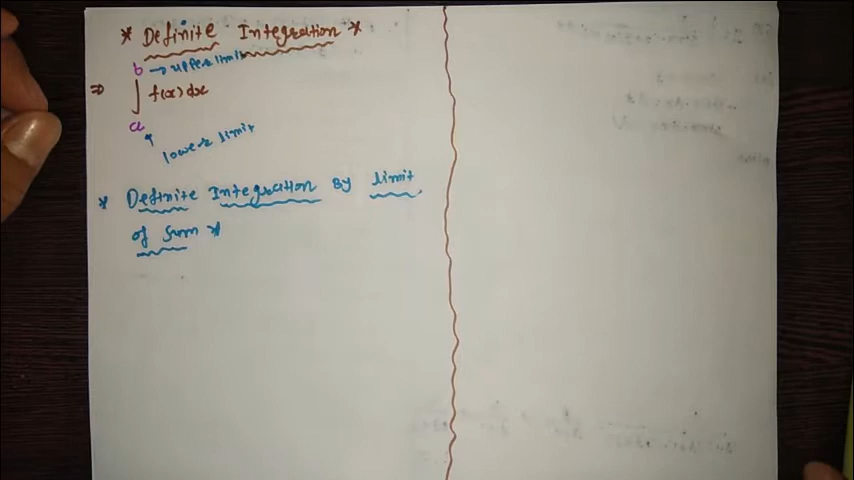 * Definite Integration *
b → upper limit
⇒ ∫ f(x) dx
a
lower limit
* Definite Integration By limit
of sum *